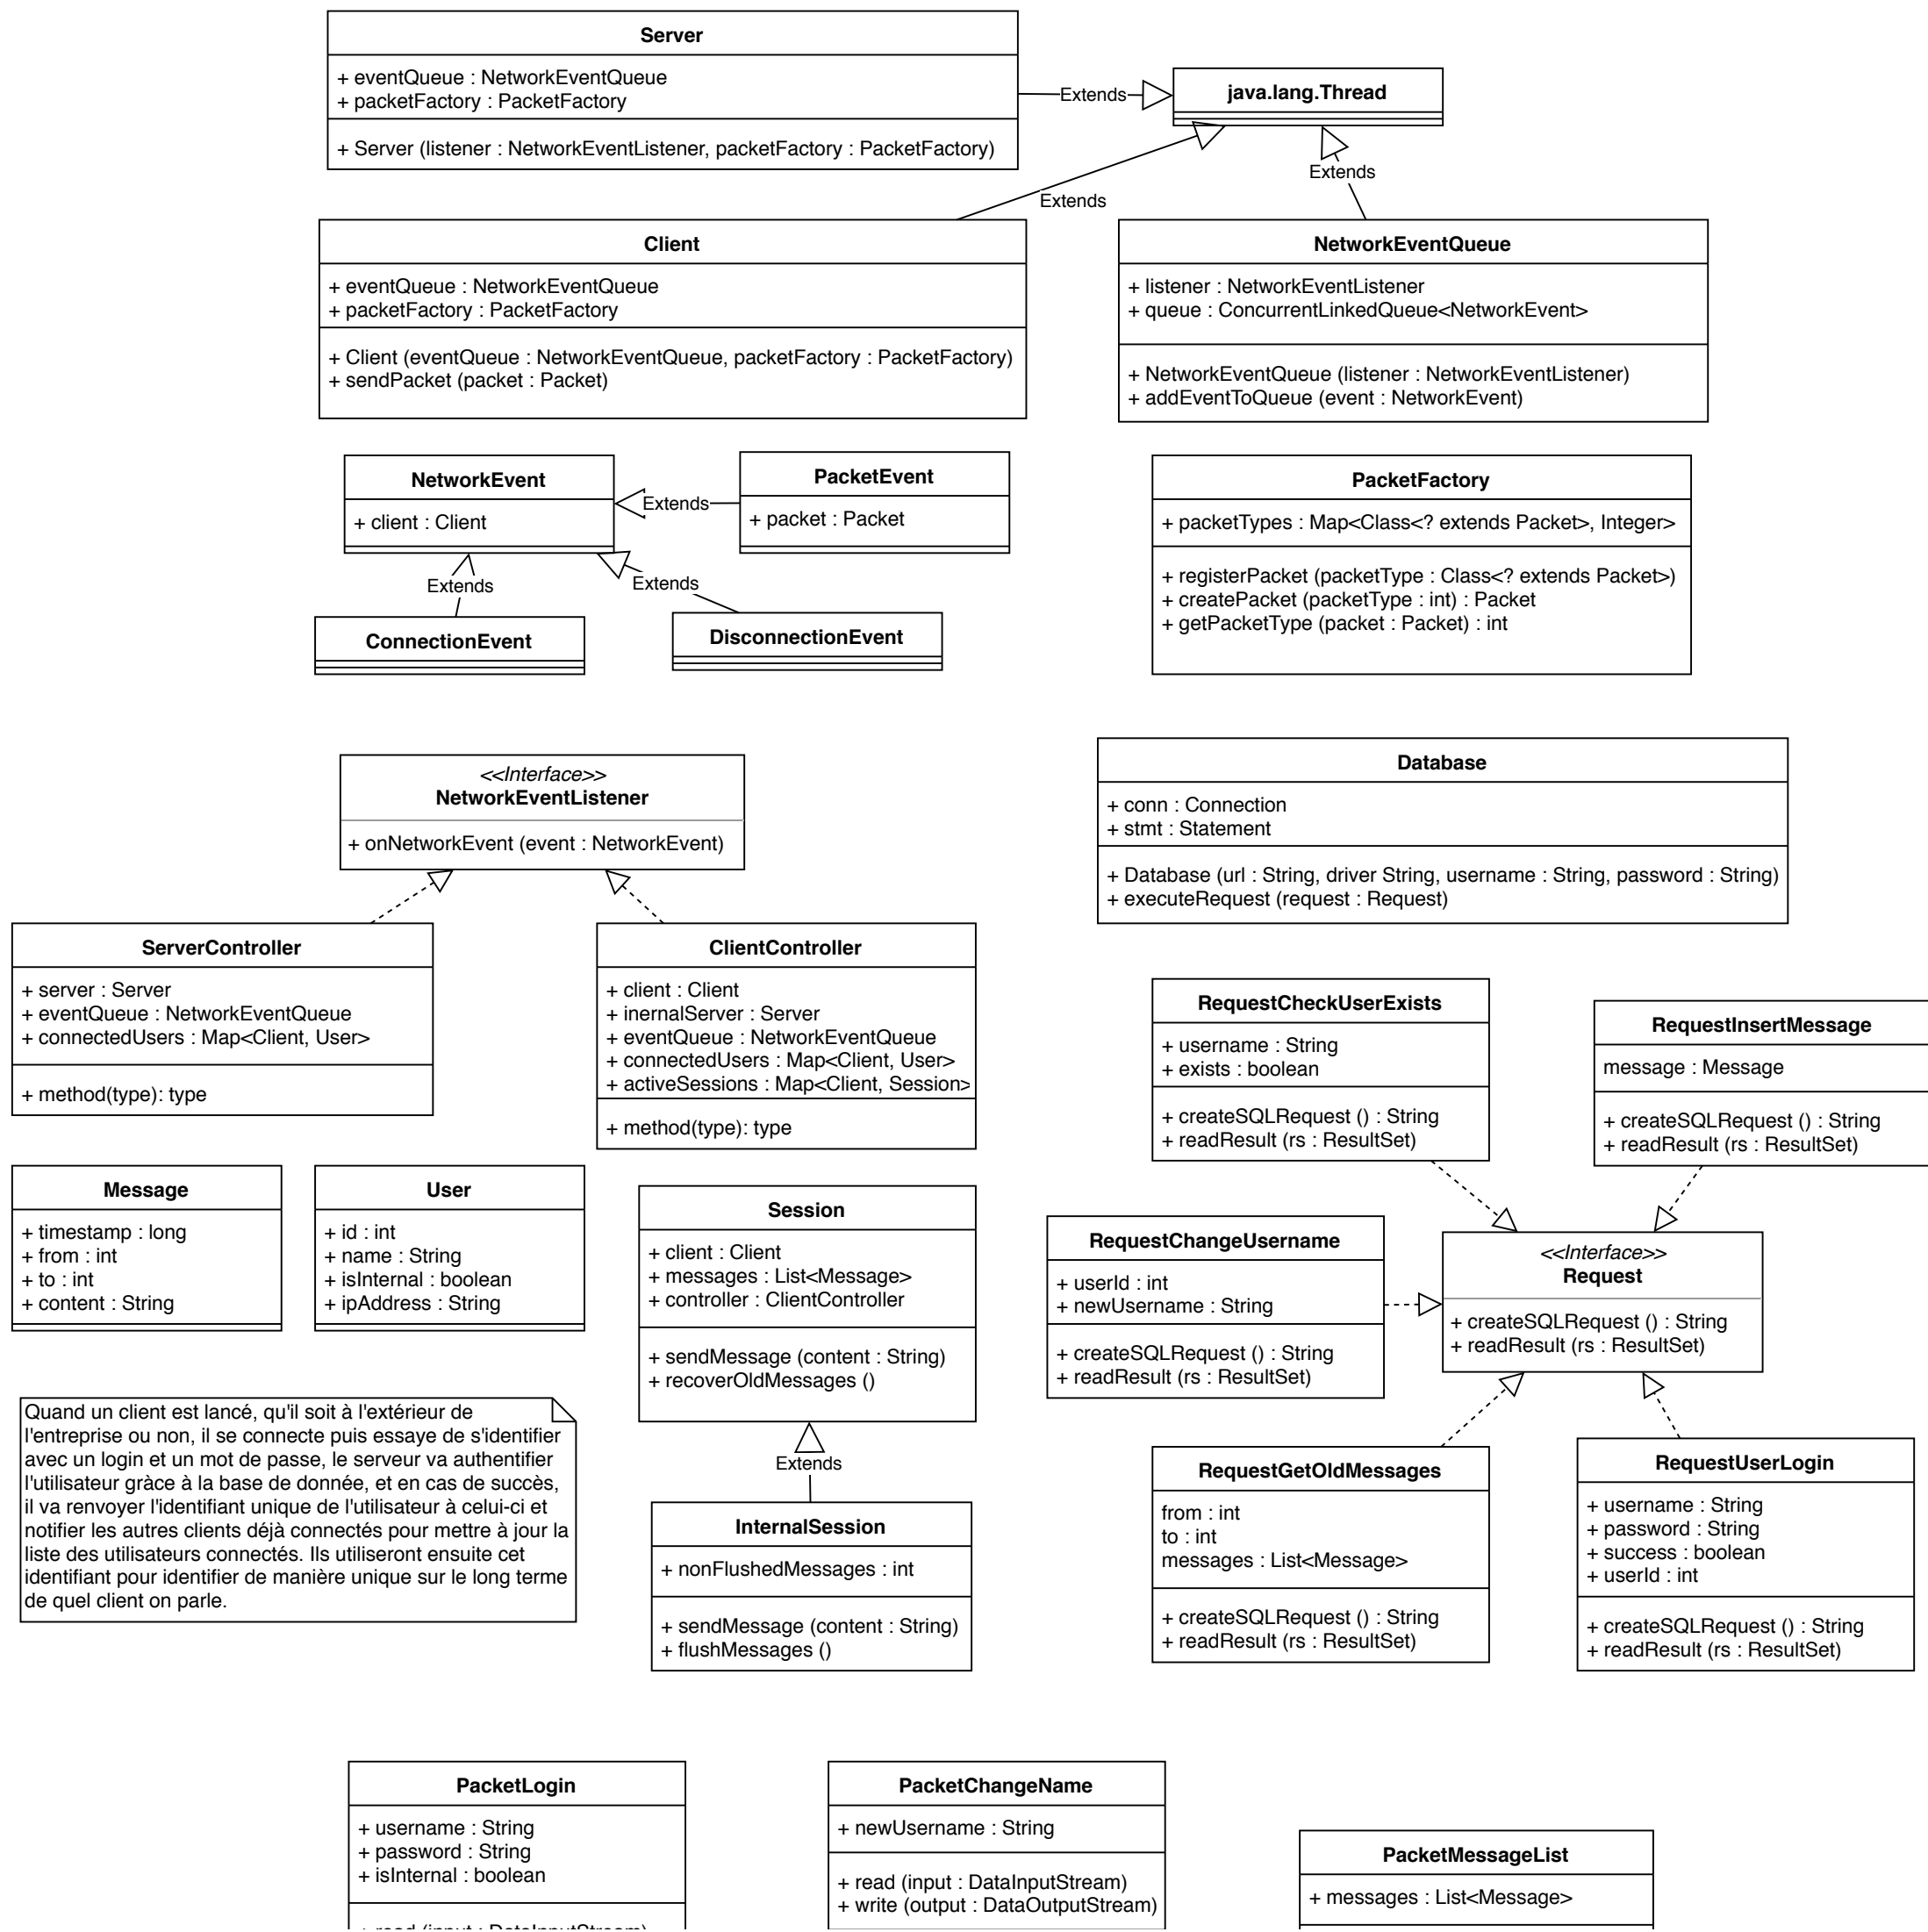 Server
+ eventQueue : NetworkEventQueue
+ packetFactory : PacketFactory
+ Server (listener : NetworkEventListener, packetFactory : PacketFactory)
Extends
java.lang.Thread
Extends
Extends
Client
+ eventQueue : NetworkEventQueue
+ packetFactory : PacketFactory
+ Client (eventQueue : NetworkEventQueue, packetFactory : PacketFactory)
+ sendPacket (packet : Packet)
NetworkEventQueue
+ listener : NetworkEventListener
+ queue : ConcurrentLinkedQueue<NetworkEvent>
+ NetworkEventQueue (listener : NetworkEventListener)
+ addEventToQueue (event : NetworkEvent)
NetworkEvent
+ client : Client
Extends
PacketEvent
+ packet : Packet
Extends
Extends
ConnectionEvent
DisconnectionEvent
PacketFactory
+ packetTypes : Map<Class<? extends Packet>, Integer>
+ registerPacket (packetType : Class<? extends Packet>)
+ createPacket (packetType : int) : Packet
+ getPacketType (packet : Packet) : int
<<Interface>>
NetworkEventListener
+ onNetworkEvent (event : NetworkEvent)
Database
+ conn : Connection
+ stmt : Statement
+ Database (url : String, driver String, username : String, password : String)
+ executeRequest (request : Request)
ServerController
+ server : Server
+ eventQueue : NetworkEventQueue
+ connectedUsers : Map<Client, User>
+ method(type): type
ClientController
+ client : Client
+ inernalServer : Server
+ eventQueue : NetworkEventQueue
+ connectedUsers : Map<Client, User>
+ activeSessions : Map<Client, Session>
+ method(type): type
RequestCheckUserExists
+ username : String
+ exists : boolean
+ createSQLRequest () : String
+ readResult (rs : ResultSet)
RequestInsertMessage
message : Message
+ createSQLRequest () : String
+ readResult (rs : ResultSet)
Message
+ timestamp : long
+ from : int
+ to : int
+ content : String
User
+ id : int
+ name : String
+ isInternal : boolean
+ ipAddress : String
Session
+ client : Client
+ messages : List<Message>
+ controller : ClientController
+ sendMessage (content : String)
+ recoverOldMessages ()
RequestChangeUsername
+ userId : int
+ newUsername : String
+ createSQLRequest () : String
+ readResult (rs : ResultSet)
<<Interface>>
Request
+ createSQLRequest () : String
+ readResult (rs : ResultSet)
Quand un client est lancé, qu'il soit à l'extérieur de
l'entreprise ou non, il se connecte puis essaye de s'identifier
avec un login et un mot de passe, le serveur va authentifier
l'utilisateur gràce à la base de donnée, et en cas de succès,
il va renvoyer l'identifiant unique de l'utilisateur à celui-ci et
notifier les autres clients déjà connectés pour mettre à jour la
liste des utilisateurs connectés. Ils utiliseront ensuite cet
identifiant pour identifier de manière unique sur le long terme
de quel client on parle.
Extends
InternalSession
+ nonFlushedMessages : int
+ sendMessage (content : String)
+ flushMessages ()
RequestGetOldMessages
from : int
to : int
messages : List<Message>
+ createSQLRequest () : String
+ readResult (rs : ResultSet)
RequestUserLogin
+ username : String
+ password : String
+ success : boolean
+ userId : int
+ createSQLRequest () : String
+ readResult (rs : ResultSet)
PacketLogin
+ username : String
+ password : String
+ isInternal : boolean
PacketChangeName
+ newUsername : String
+ read (input : DataInputStream)
+ write (output : DataOutputStream)
PacketMessageList
+ messages : List<Message>